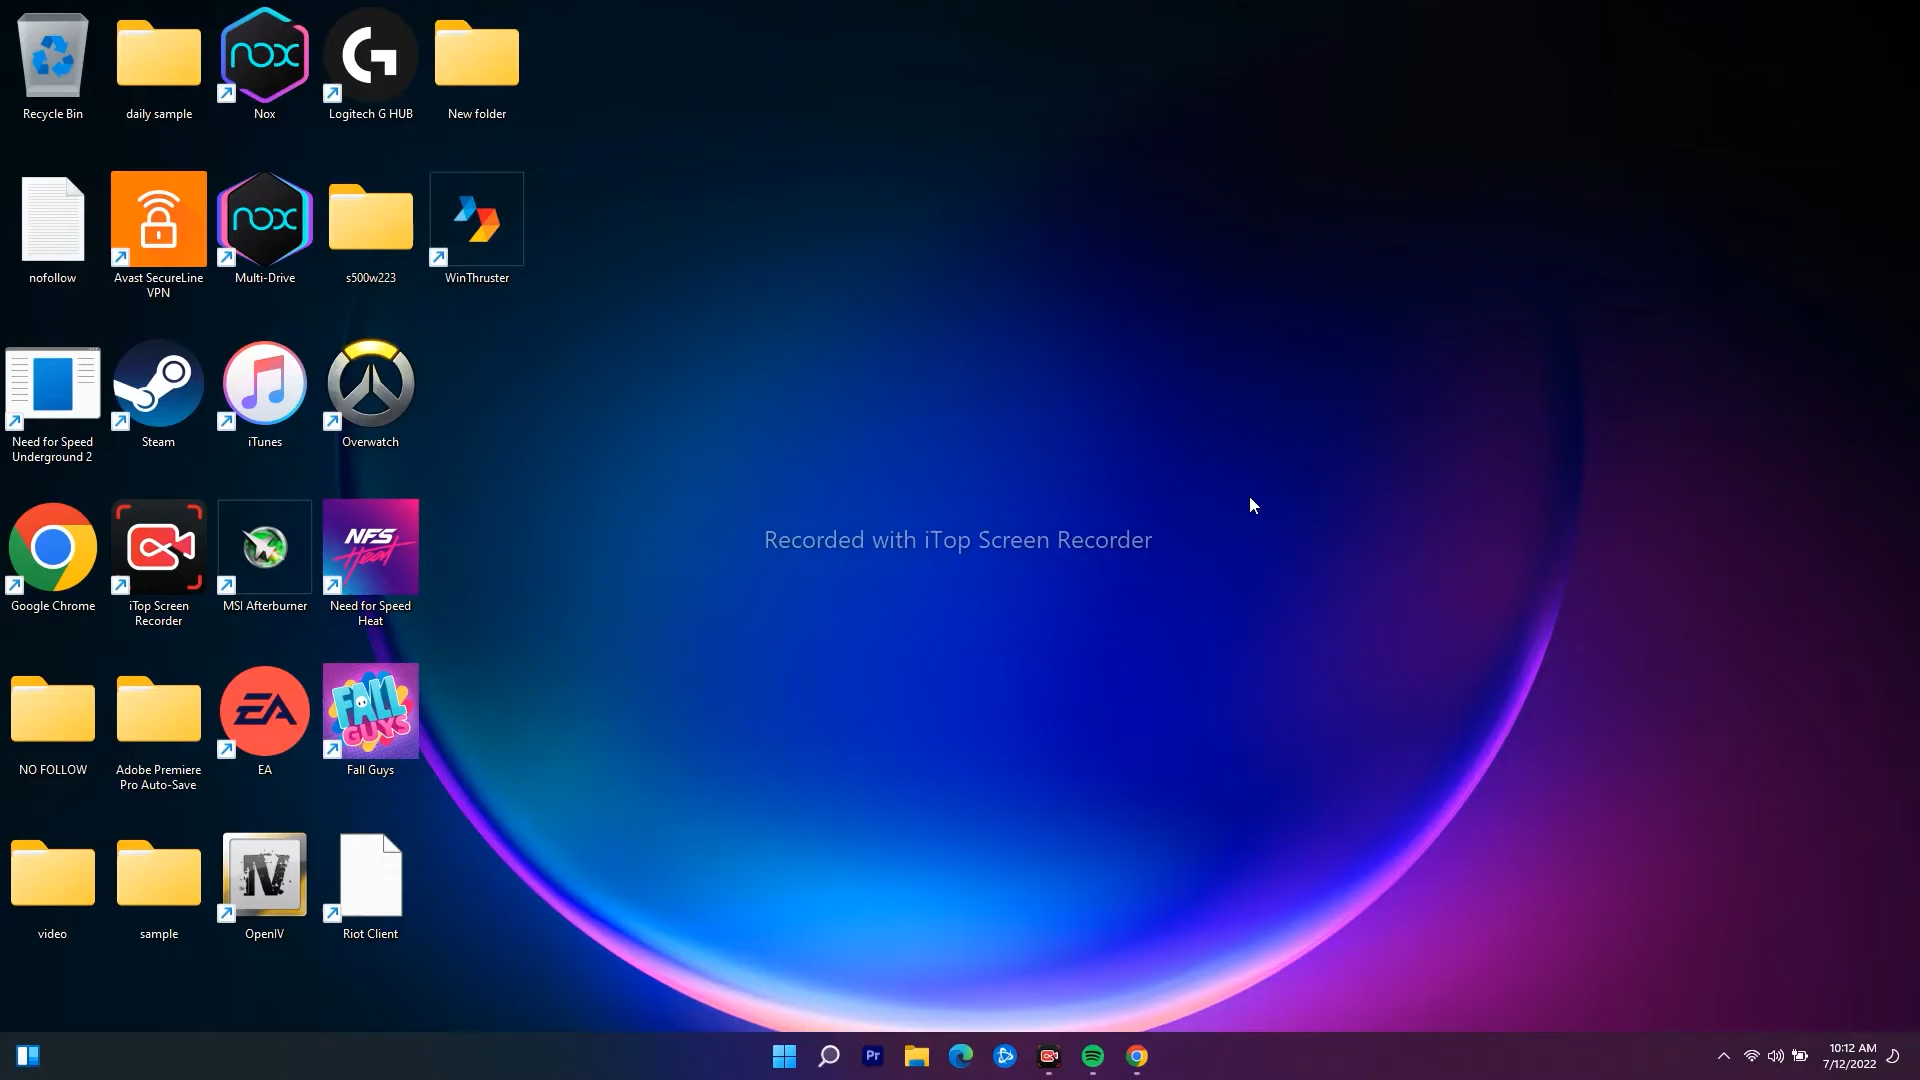 Recycle Bin
daily sample
nox
Nox
Logitech G HUB
New folder
nofollow
Avast SecureLine
VPN
nox
Multi-Drive
s500w223
WinThruster
Need for Speed
Underground 2
Steam
iTunes
Overwatch
Google Chrome
iTop Screen
Recorder
MSI Afterburner
NFS
Heat
Need for Speed
Heat
Recorded with iTop Screen Recorder
NO FOLLOW
Adobe Premiere
Pro Auto-Save
EA
EA
FALL
GUYS
Fall Guys
video
sample
IV
OpenIV
Riot Client
Pr
10:12 AM
7/12/2022